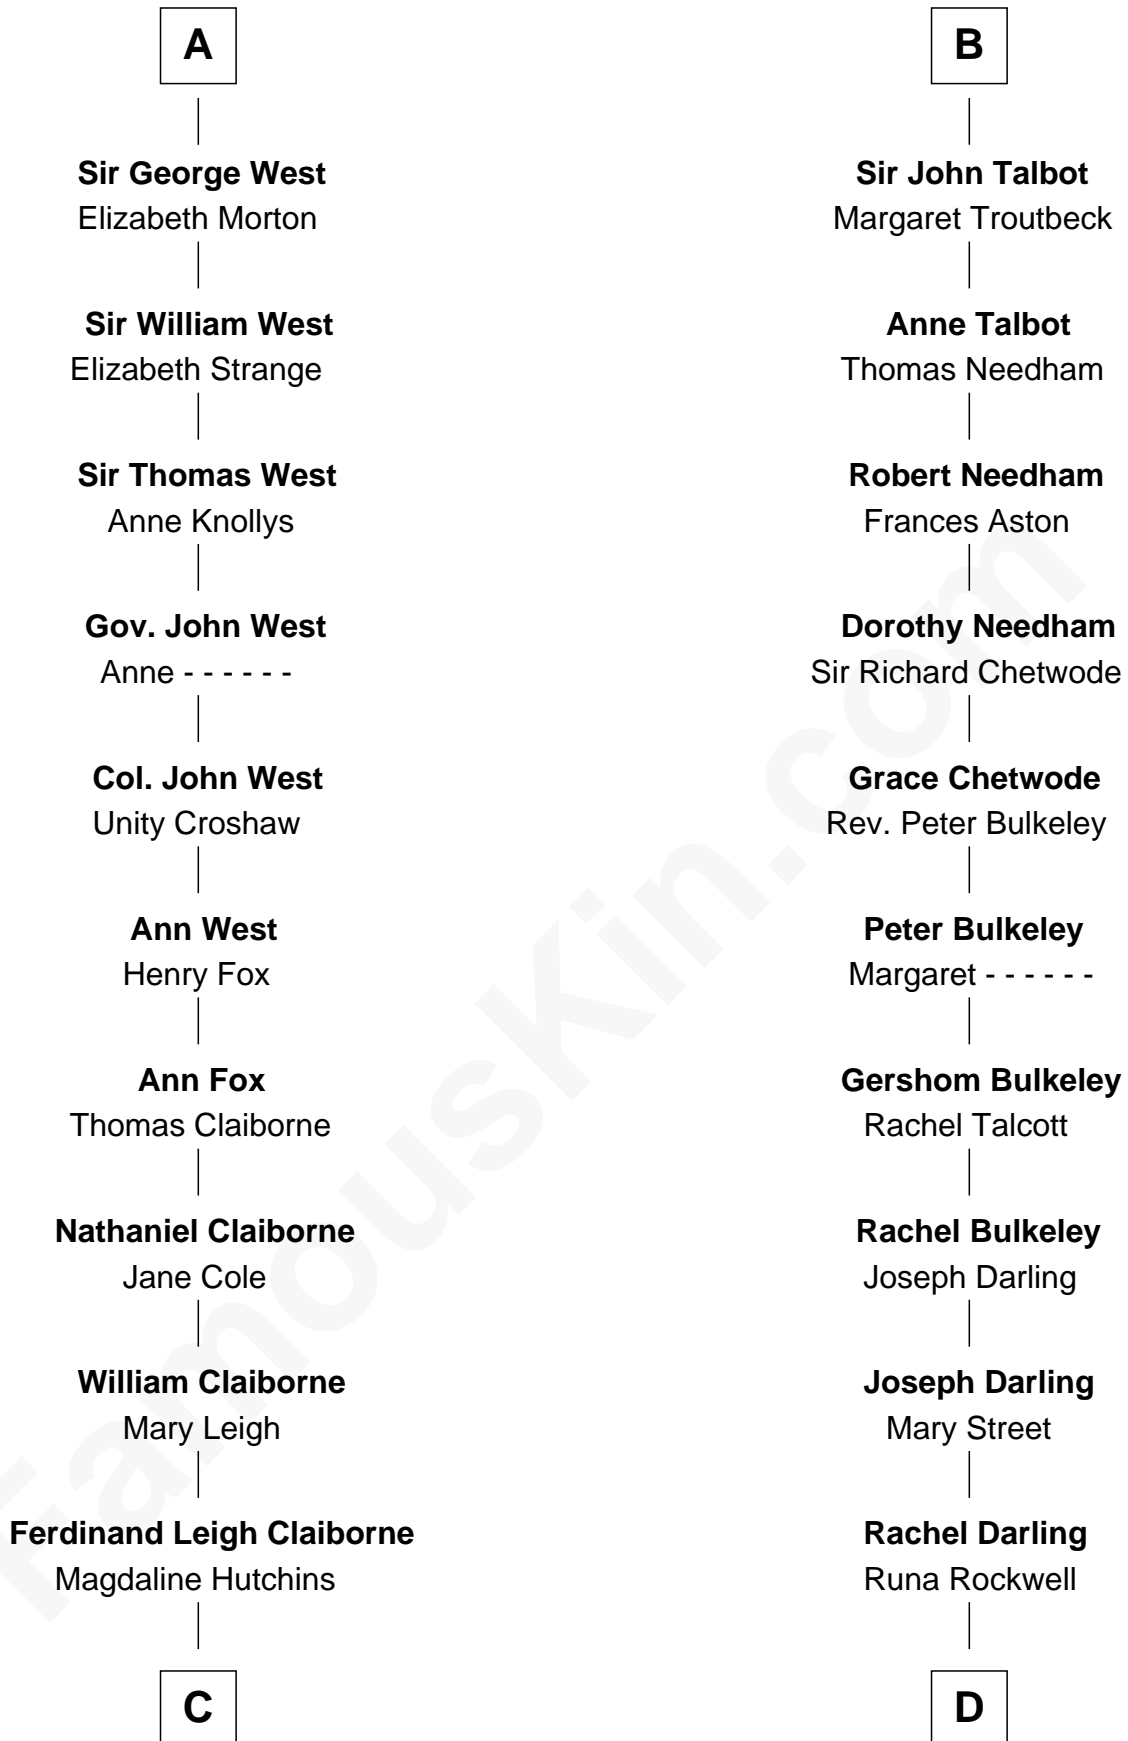 A
Sir George West
Elizabeth Morton
Sir William West
Elizabeth Strange
Sir Thomas West
Anne Knollys
Gov. John West
Anne - - - - - -
Col. John West
Unity Croshaw
Ann West
Henry Fox
Ann Fox
Thomas Claiborne
Nathaniel Claiborne
Jane Cole
William Claiborne
Mary Leigh
Ferdinand Leigh Claiborne
Magdaline Hutchins
C
B
Sir John Talbot
Margaret Troutbeck
Anne Talbot
Thomas Needham
Robert Needham
Frances Aston
Dorothy Needham
Sir Richard Chetwode
Grace Chetwode
Rev. Peter Bulkeley
Peter Bulkeley
Margaret - - - - - -
Gershom Bulkeley
Rachel Talcott
Rachel Bulkeley
Joseph Darling
Joseph Darling
Mary Street
Rachel Darling
Runa Rockwell
D
FamousKin.com